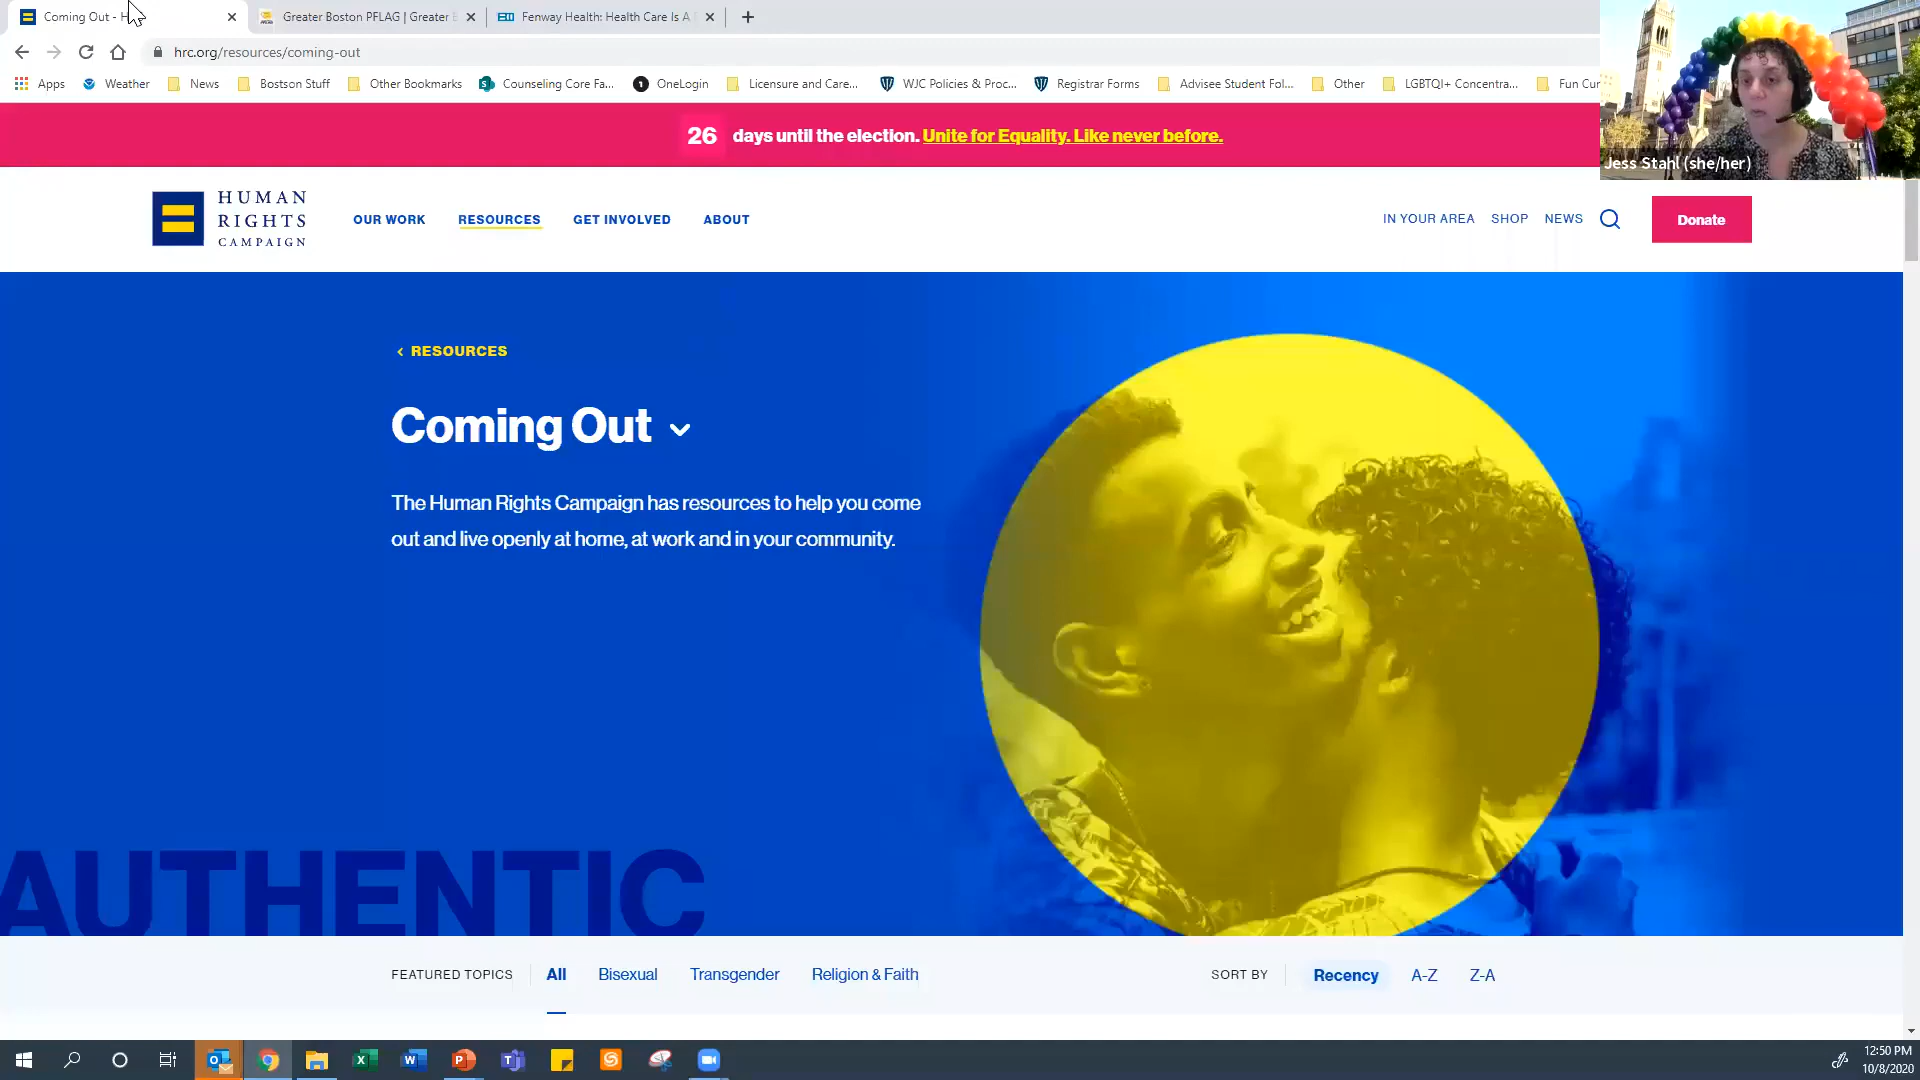 Coming Out - H
Greater Boston PFLAG | Greater
Fenway Health: Health Care Is A
hrc.org/resources/coming-out
Apps Weather News Bostson Stuff Other Bookmarks Counseling Core Fa... OneLogin Licensure and Care... WJC Policies & Proc... Registrar Forms Advisee Student Fol... Other LGBTQI+ Concentra... Fun Cur
Jess Stahl (she/her)
26 days until the election. Unite for Equality. Like never before.
HUMAN
RIGHTS
CAMPAIGN
OUR WORK RESOURCES GET INVOLVED ABOUT
IN YOUR AREA SHOP NEWS
Donate
RESOURCES
Coming Out
The Human Rights Campaign has resources to help you come
out and live openly at home, at work and in your community.
AUTHENTIC
FEATURED TOPICS All Bisexual Transgender Religion & Faith
SORT BY Recency A-Z Z-A
12:50 PM
10/8/2020